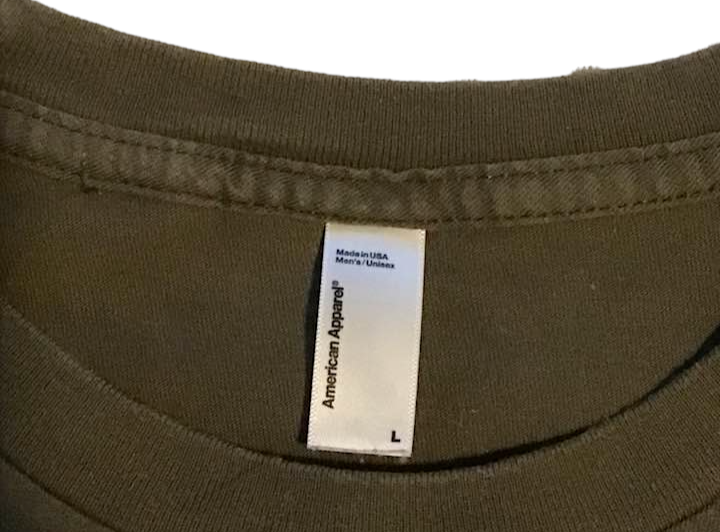 Made in USA
Men's/Unisex
American Apparel®
L